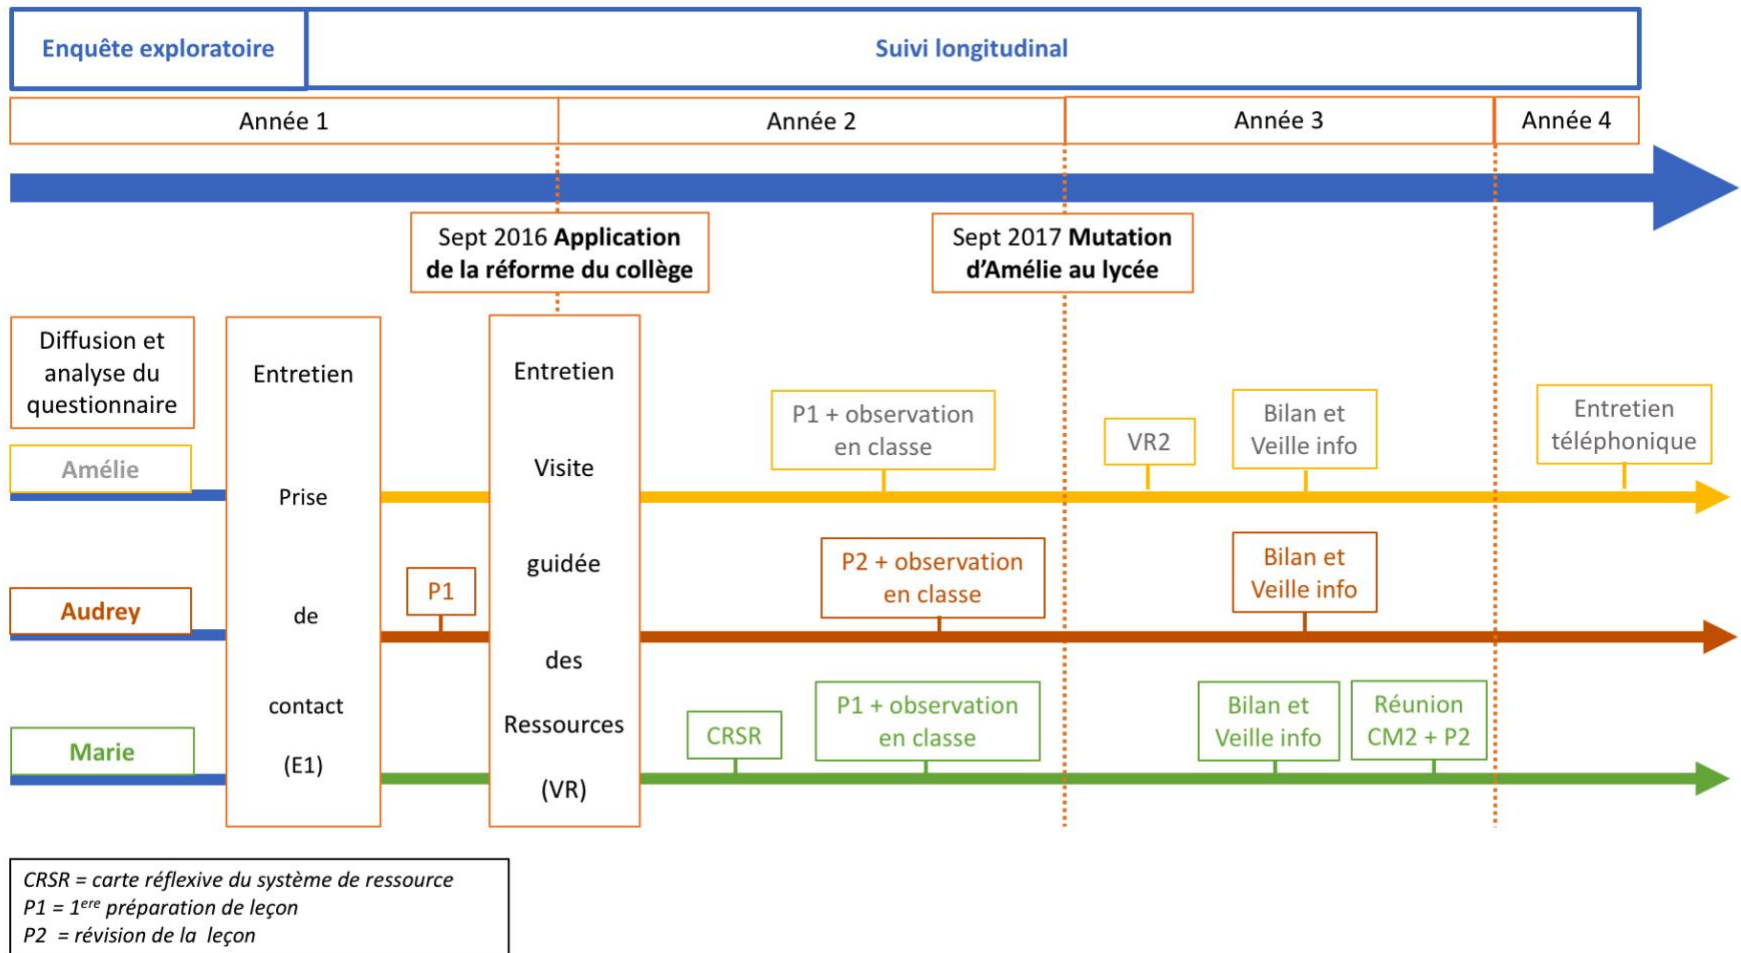 Enquête exploratoire
Suivi longitudinal
Année 1
Année 2
Année 3
Année 4
Sept 2016 Application
de la réforme du collège
Sept 2017 Mutation
d'Amélie au lycée
Diffusion et
analyse du
questionnaire
Entretien
Prise
de
contact
(E1)
Entretien
Visite
guidée
des
Ressources
(VR)
Amélie
P1 + observation
en classe
VR2
Bilan et
Veille info
Entretien
téléphonique
Audrey
P1
P2 + observation
en classe
Bilan et
Veille info
Marie
CRSR
P1 + observation
en classe
Bilan et
Veille info
Réunion
CM2 + P2
CRSR = carte réflexive du système de ressource
P1 = 1ere préparation de leçon
P2 = révision de la leçon